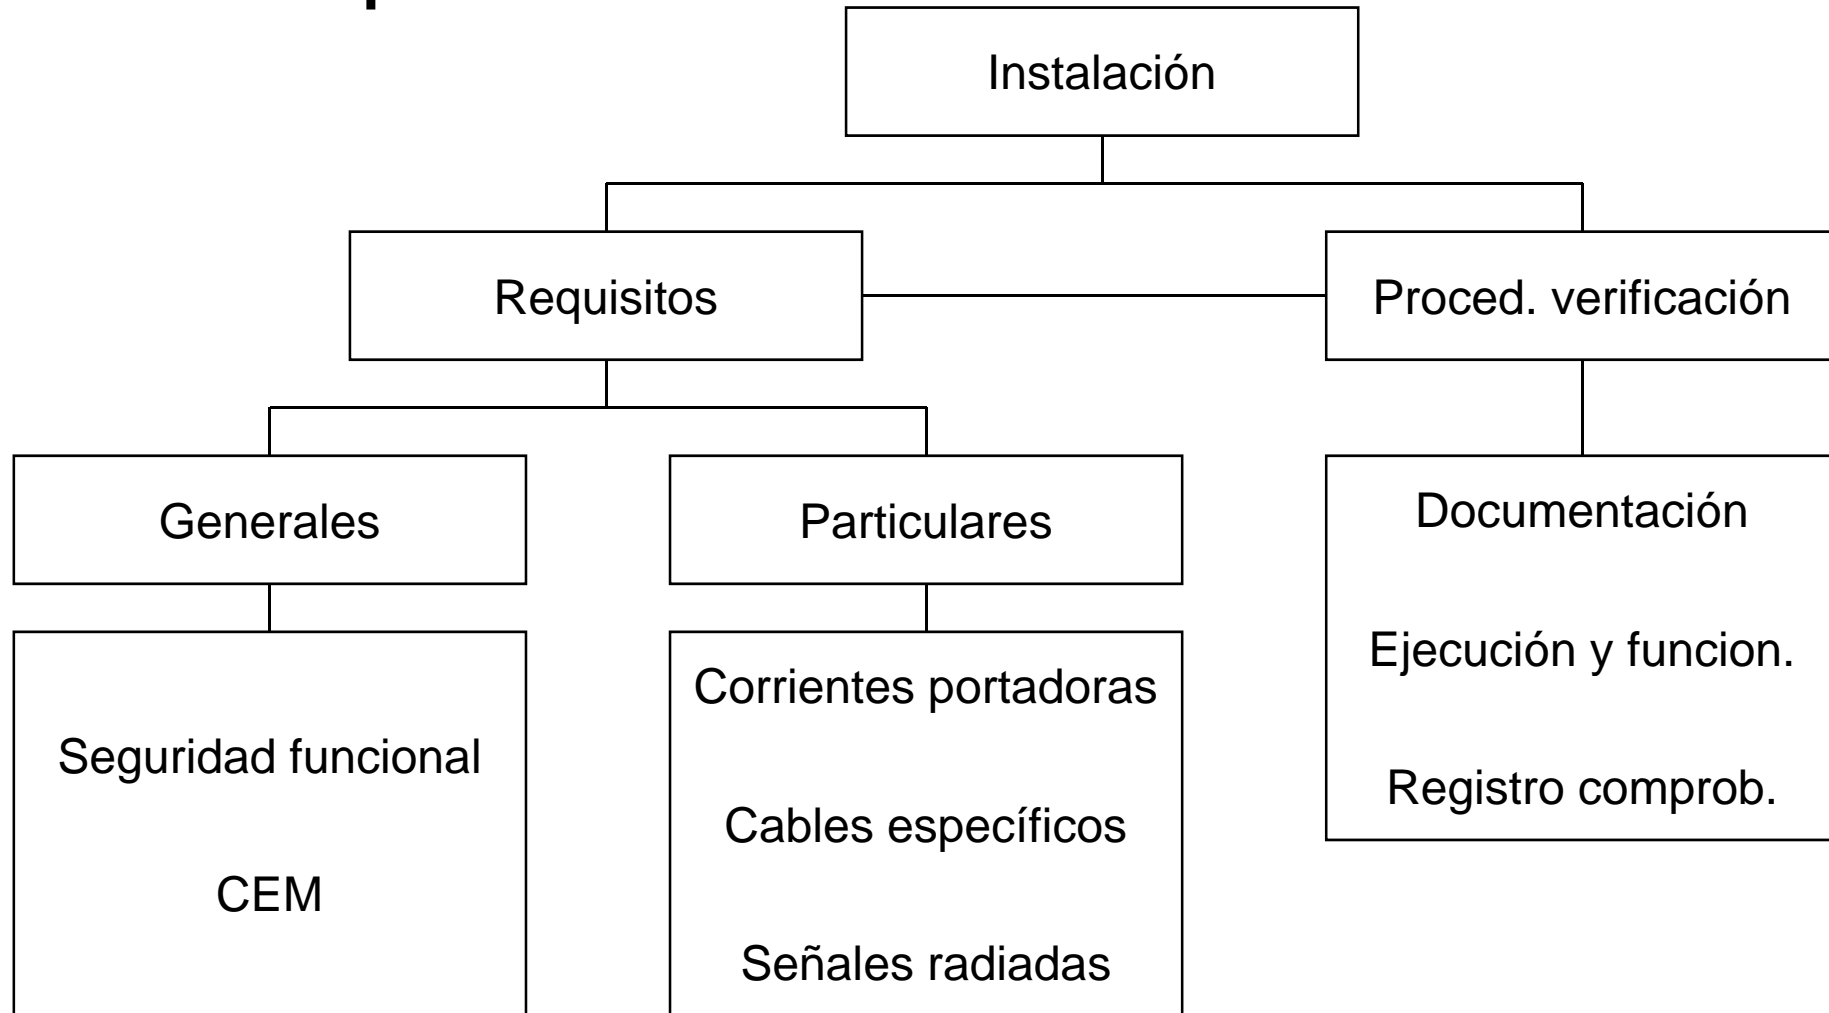 Instalación
Requisitos
Proced. verificación
Generales
Particulares
Documentación
Ejecución y funcion.
Registro comprob.
Seguridad funcional
CEM
Corrientes portadoras
Cables específicos
Señales radiadas